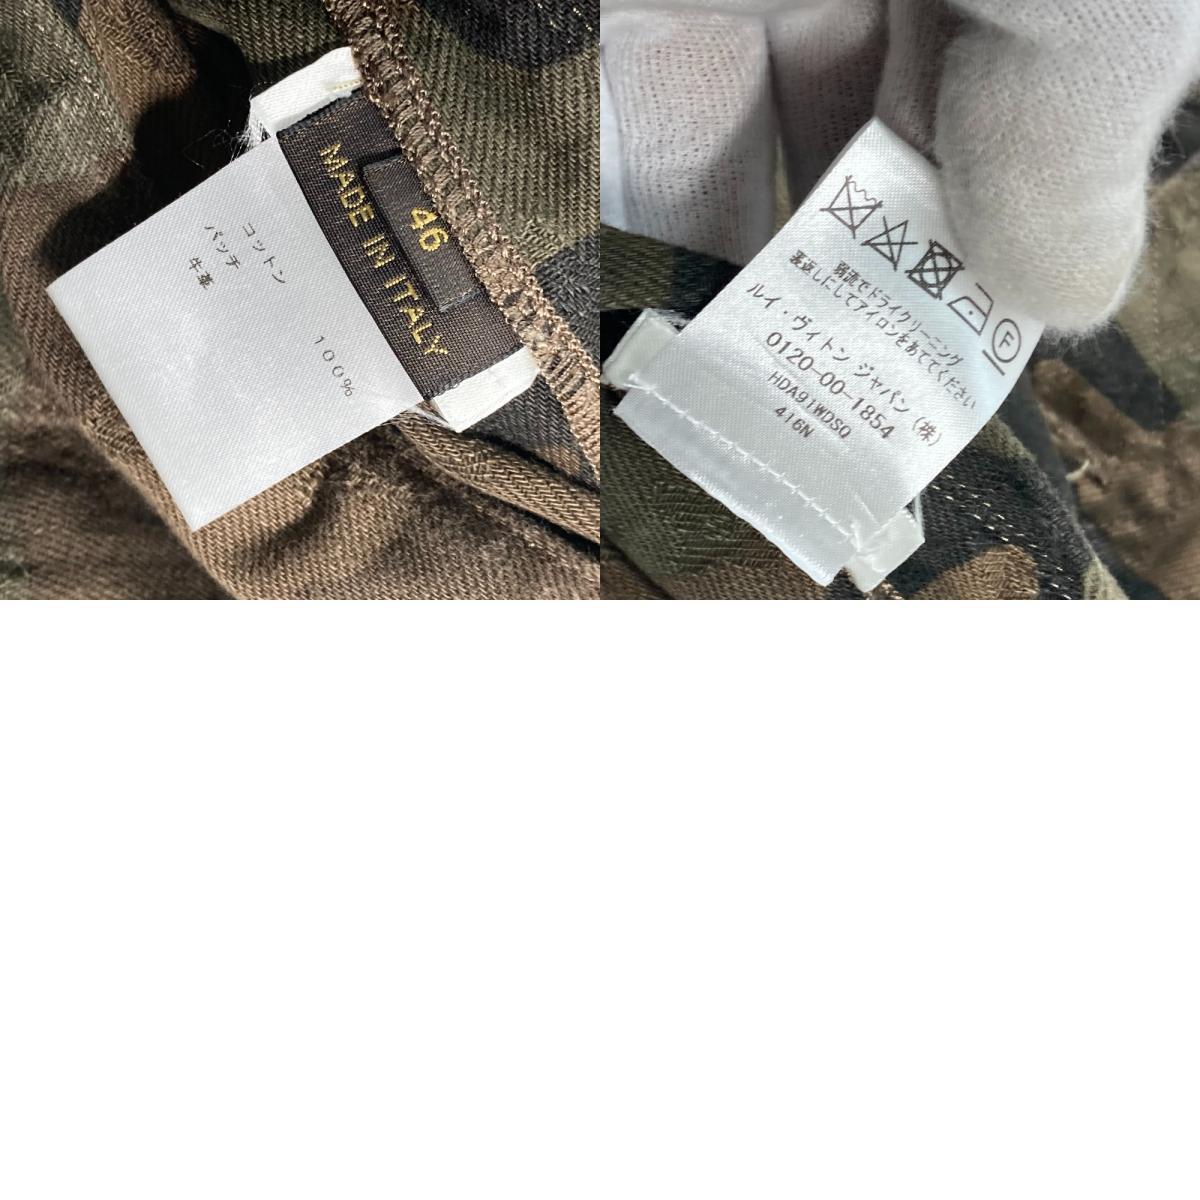 MADE IN ITALY
46
コットン 100%
パッチ
牛革
F
弱流でドライクリーニング
裏返しにしてアイロンをあててください
ルイ・ヴィトン ジャパン (株)
0120-00-1854
HDA91WDSQ
416N